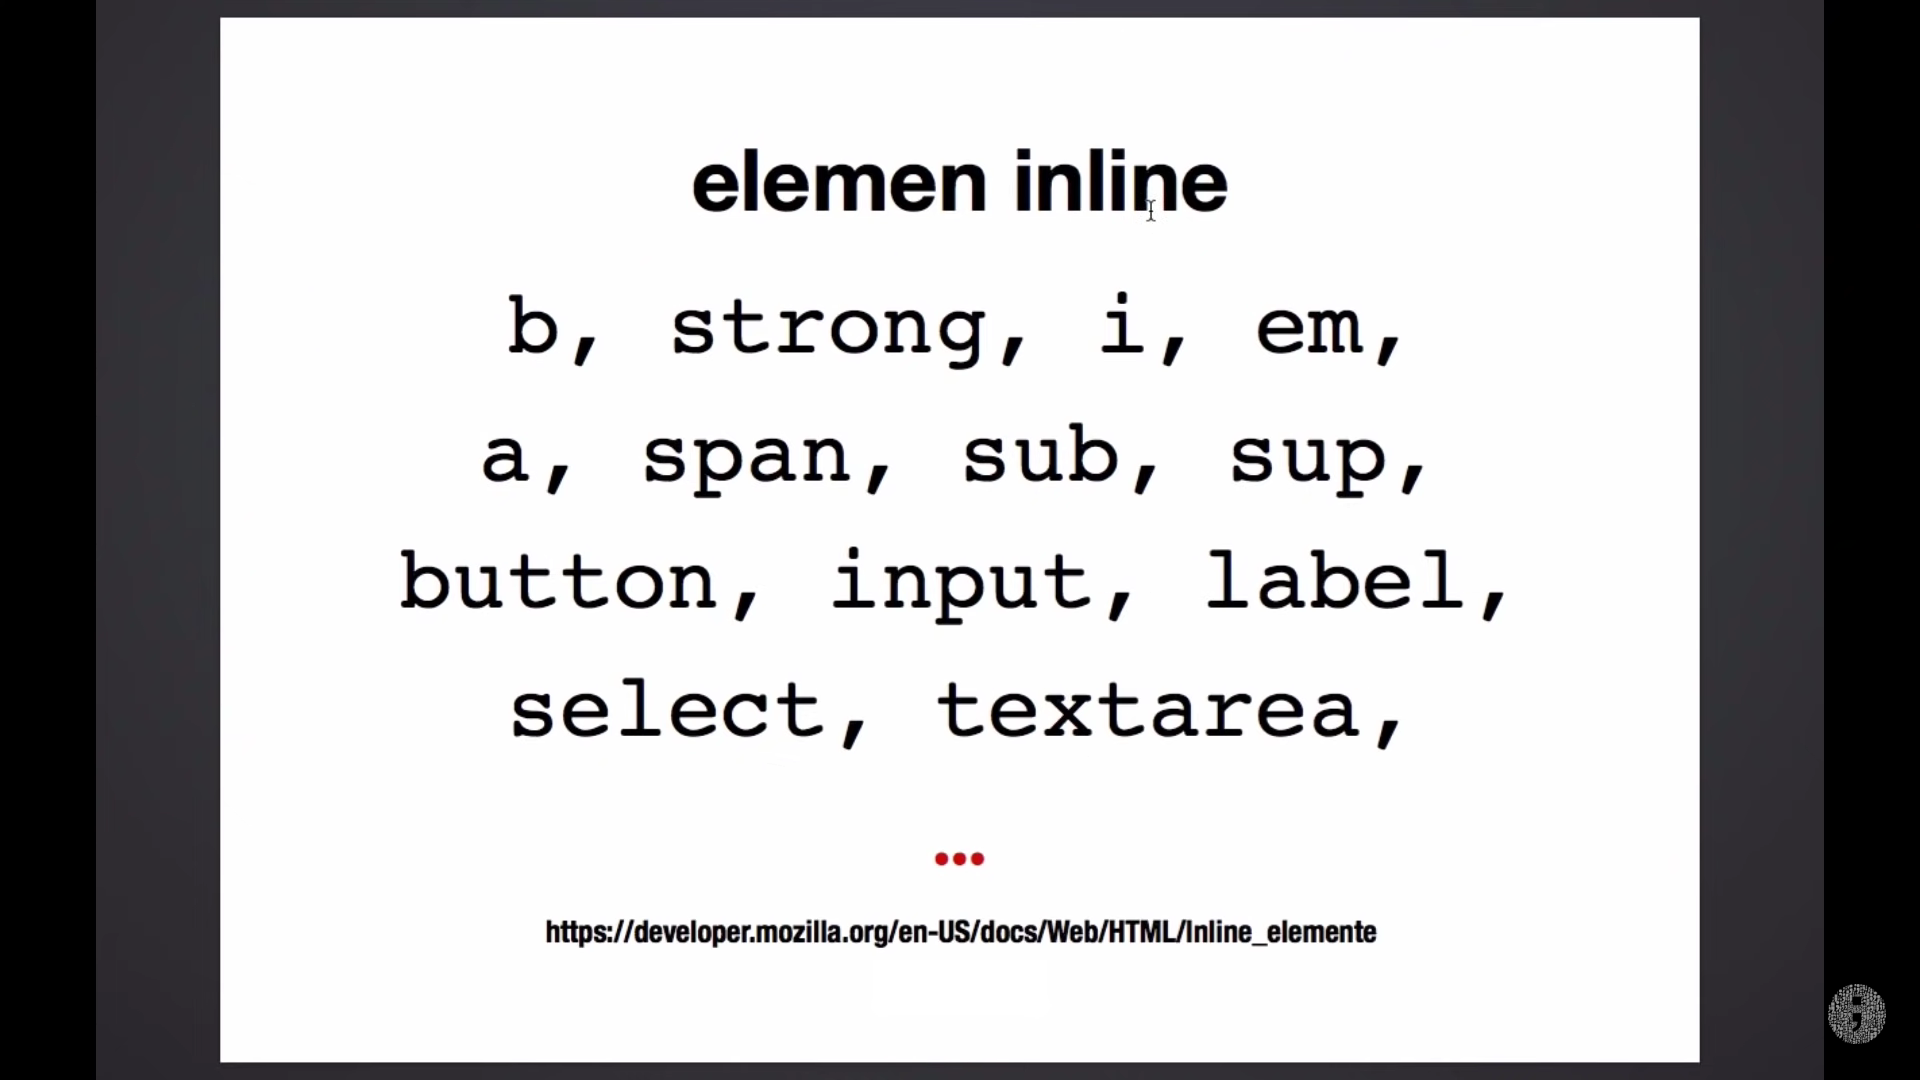 elemen inline
b, strong, i, em,
a, span, sub, sup,
button, input, label,
select, textarea,
...
https://developer.mozilla.org/en-US/docs/Web/HTML/Inline_elemente